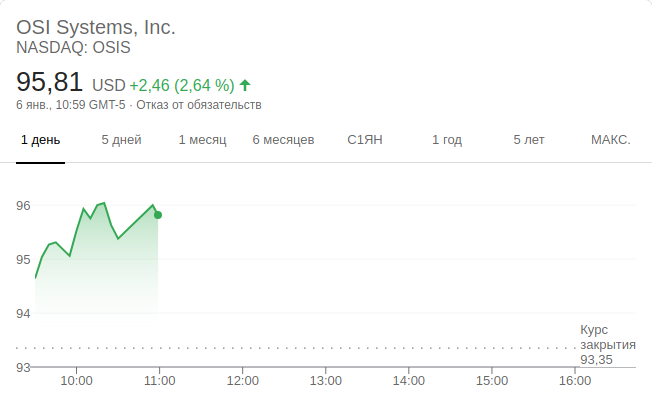 OSI Systems, Inc.
NASDAQ: OSIS
95,81 USD +2,46 (2,64 %)
6 янв., 10:59 GMT-5 · Отказ от обязательств
1 день 5 дней 1 месяц 6 месяцев С1ЯН 1 год 5 лет МАКС.
96
95
94
Курс
закрытия
93,35
93
10:00 11:00 12:00 13:00 14:00 15:00 16:00